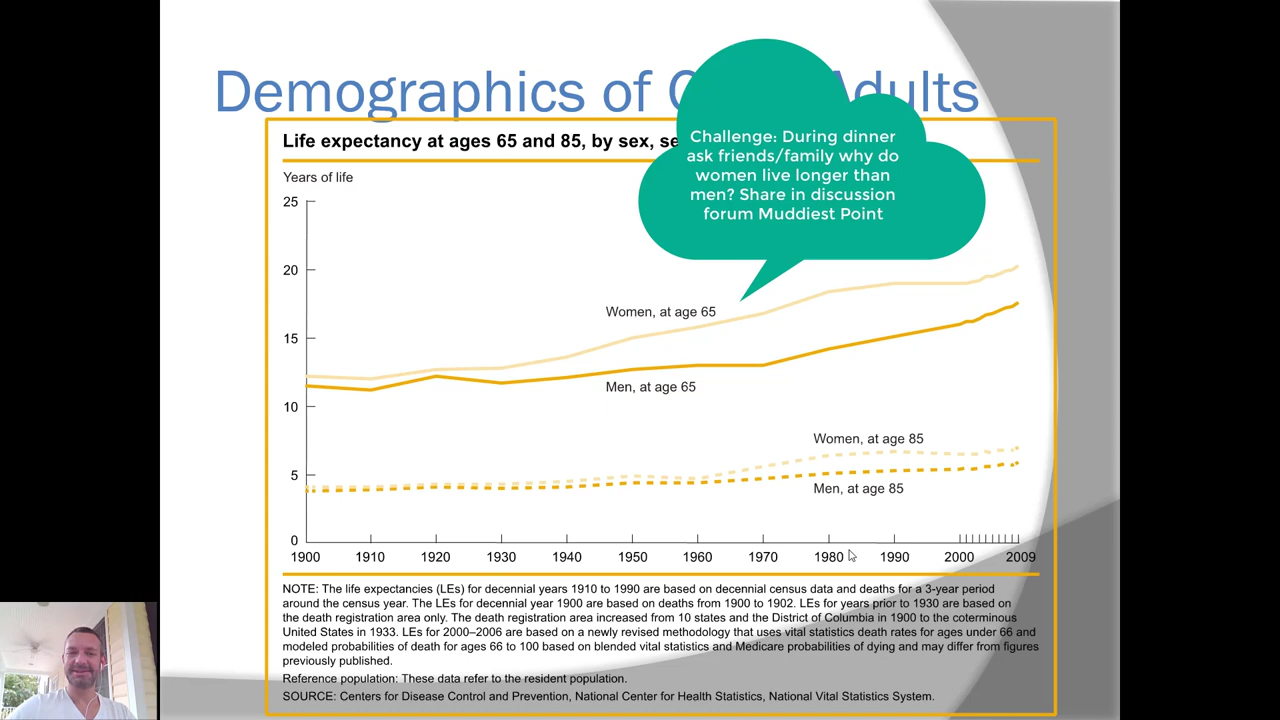 Demographics of Adults
Life expectancy at ages 65 and 85, by sex,
Challenge: During dinner
ask friends/family why do
women live longer than
men? Share in discussion
forum Muddiest Point
Years of life
25
20
15
10
5
0
Women, at age 65
Men, at age 65
Women, at age 85
Men, at age 85
1900 1910 1920 1930 1940 1950 1960 1970 1980 1990 2000 2009
NOTE: The life expectancies (LEs) for decennial years 1910 to 1990 are based on decennial census data and deaths for a 3-year period
around the census year. The LEs for decennial year 1900 are based on deaths from 1900 to 1902. LEs for years prior to 1930 are based on
the death registration area only. The death registration area increased from 10 states and the District of Columbia in 1900 to the coterminous
United States in 1933. LEs for 2000–2006 are based on a newly revised methodology that uses vital statistics death rates for ages under 66 and
modeled probabilities of death for ages 66 to 100 based on blended vital statistics and Medicare probabilities of dying and may differ from figures
previously published.
Reference population: These data refer to the resident population.
SOURCE: Centers for Disease Control and Prevention, National Center for Health Statistics, National Vital Statistics System.